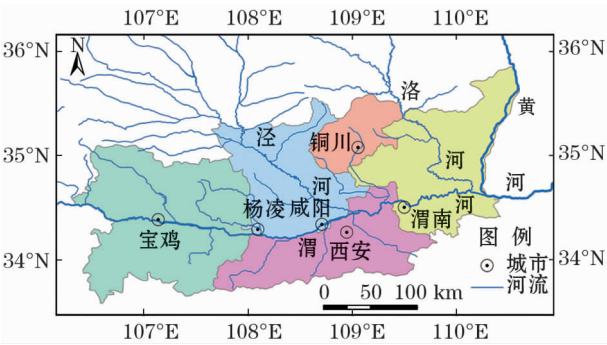 107°E 108°E 109°E 110°E
36°N 36°N
N
洛
黄
泾
铜川
35°N 35°N
河
河
河
杨凌 咸阳
河
渭南
宝鸡
渭 西安
图 例
34°N 34°N
城市
河流
0 50 100 km
107°E 108°E 109°E 110°E